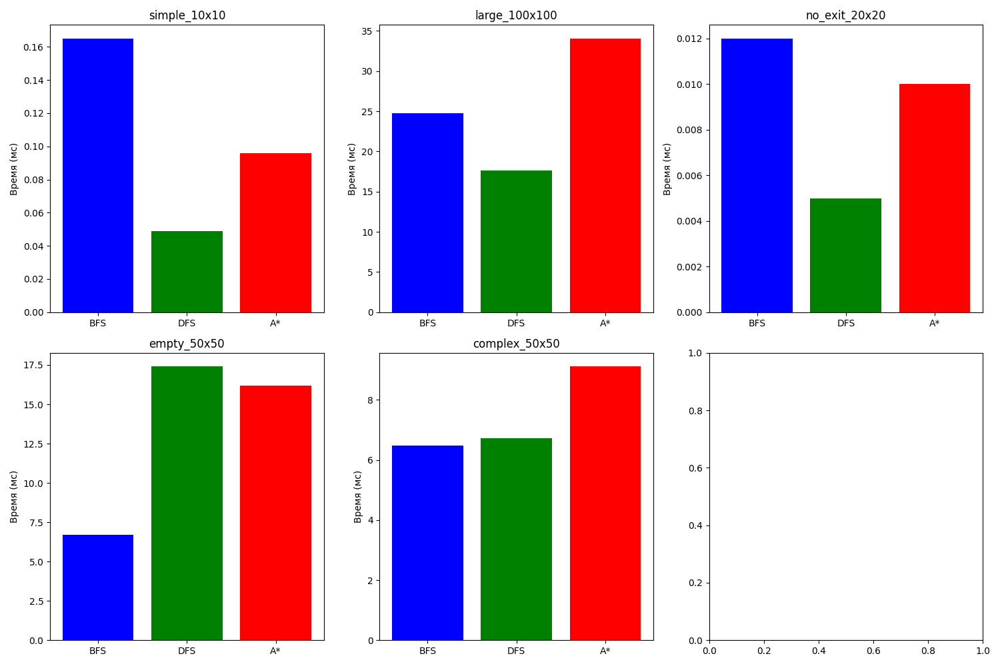 simple_10x10
Время (мс)
0.16
0.14
0.12
0.10
0.08
0.06
0.04
0.02
0.00
BFS DFS A*
large_100x100
Время (мс)
35
30
25
20
15
10
5
0
BFS DFS A*
no_exit_20x20
Время (мс)
0.012
0.010
0.008
0.006
0.004
0.002
0.000
BFS DFS A*
empty_50x50
Время (мс)
17.5
15.0
12.5
10.0
7.5
5.0
2.5
0.0
BFS DFS A*
complex_50x50
Время (мс)
8
6
4
2
0
BFS DFS A*
1.0
0.8
0.6
0.4
0.2
0.0
0.0 0.2 0.4 0.6 0.8 1.0